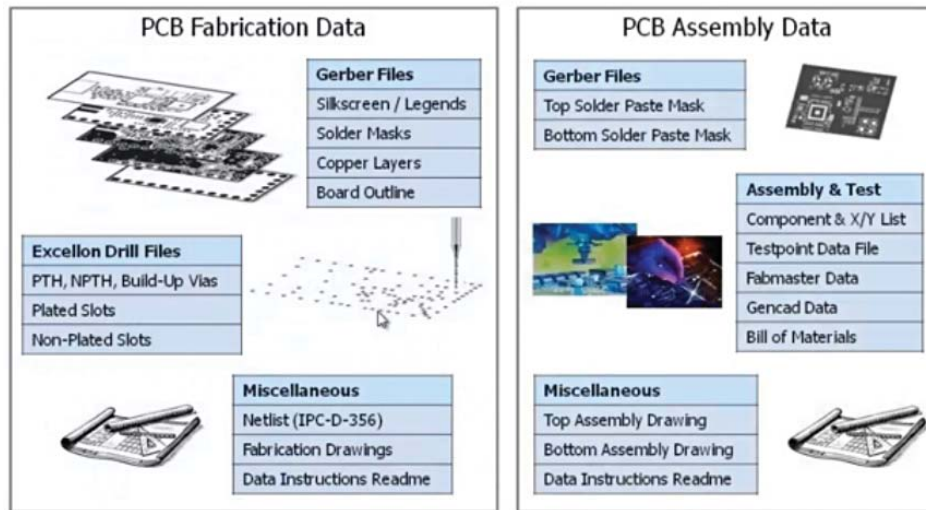 PCB Fabrication Data
Gerber Files
Silkscreen / Legends
Solder Masks
Copper Layers
Board Outline
Excellon Drill Files
PTH, NPTH, Build-Up Vias
Plated Slots
Non-Plated Slots
Miscellaneous
Netlist (IPC-D-356)
Fabrication Drawings
Data Instructions Readme
PCB Assembly Data
Gerber Files
Top Solder Paste Mask
Bottom Solder Paste Mask
Assembly & Test
Component & X/Y List
Testpoint Data File
Fabmaster Data
Gencad Data
Bill of Materials
Miscellaneous
Top Assembly Drawing
Bottom Assembly Drawing
Data Instructions Readme